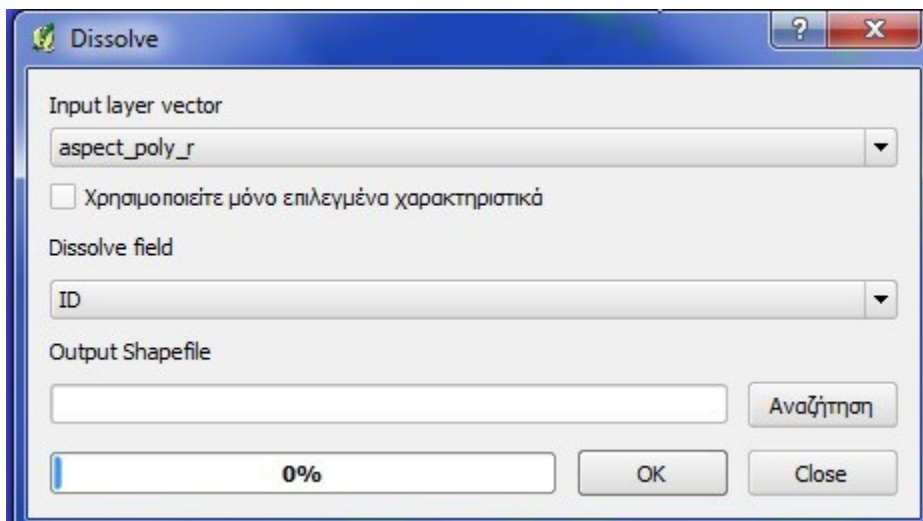 Dissolve
Input layer vector
aspect_poly_r
Χρησιμοποιείτε μόνο επιλεγμένα χαρακτηριστικά
Dissolve field
ID
Output Shapefile
Αναζήτηση
0%
OK
Close